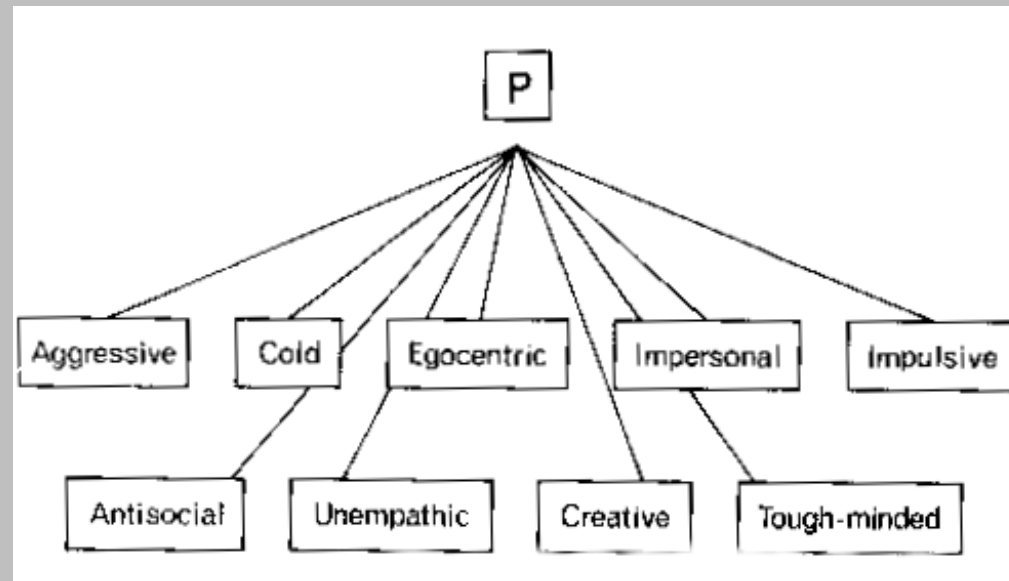 P
Aggressive Cold Egocentric Impersonal Impulsive
Antisocial Unempathic Creative Tough-minded